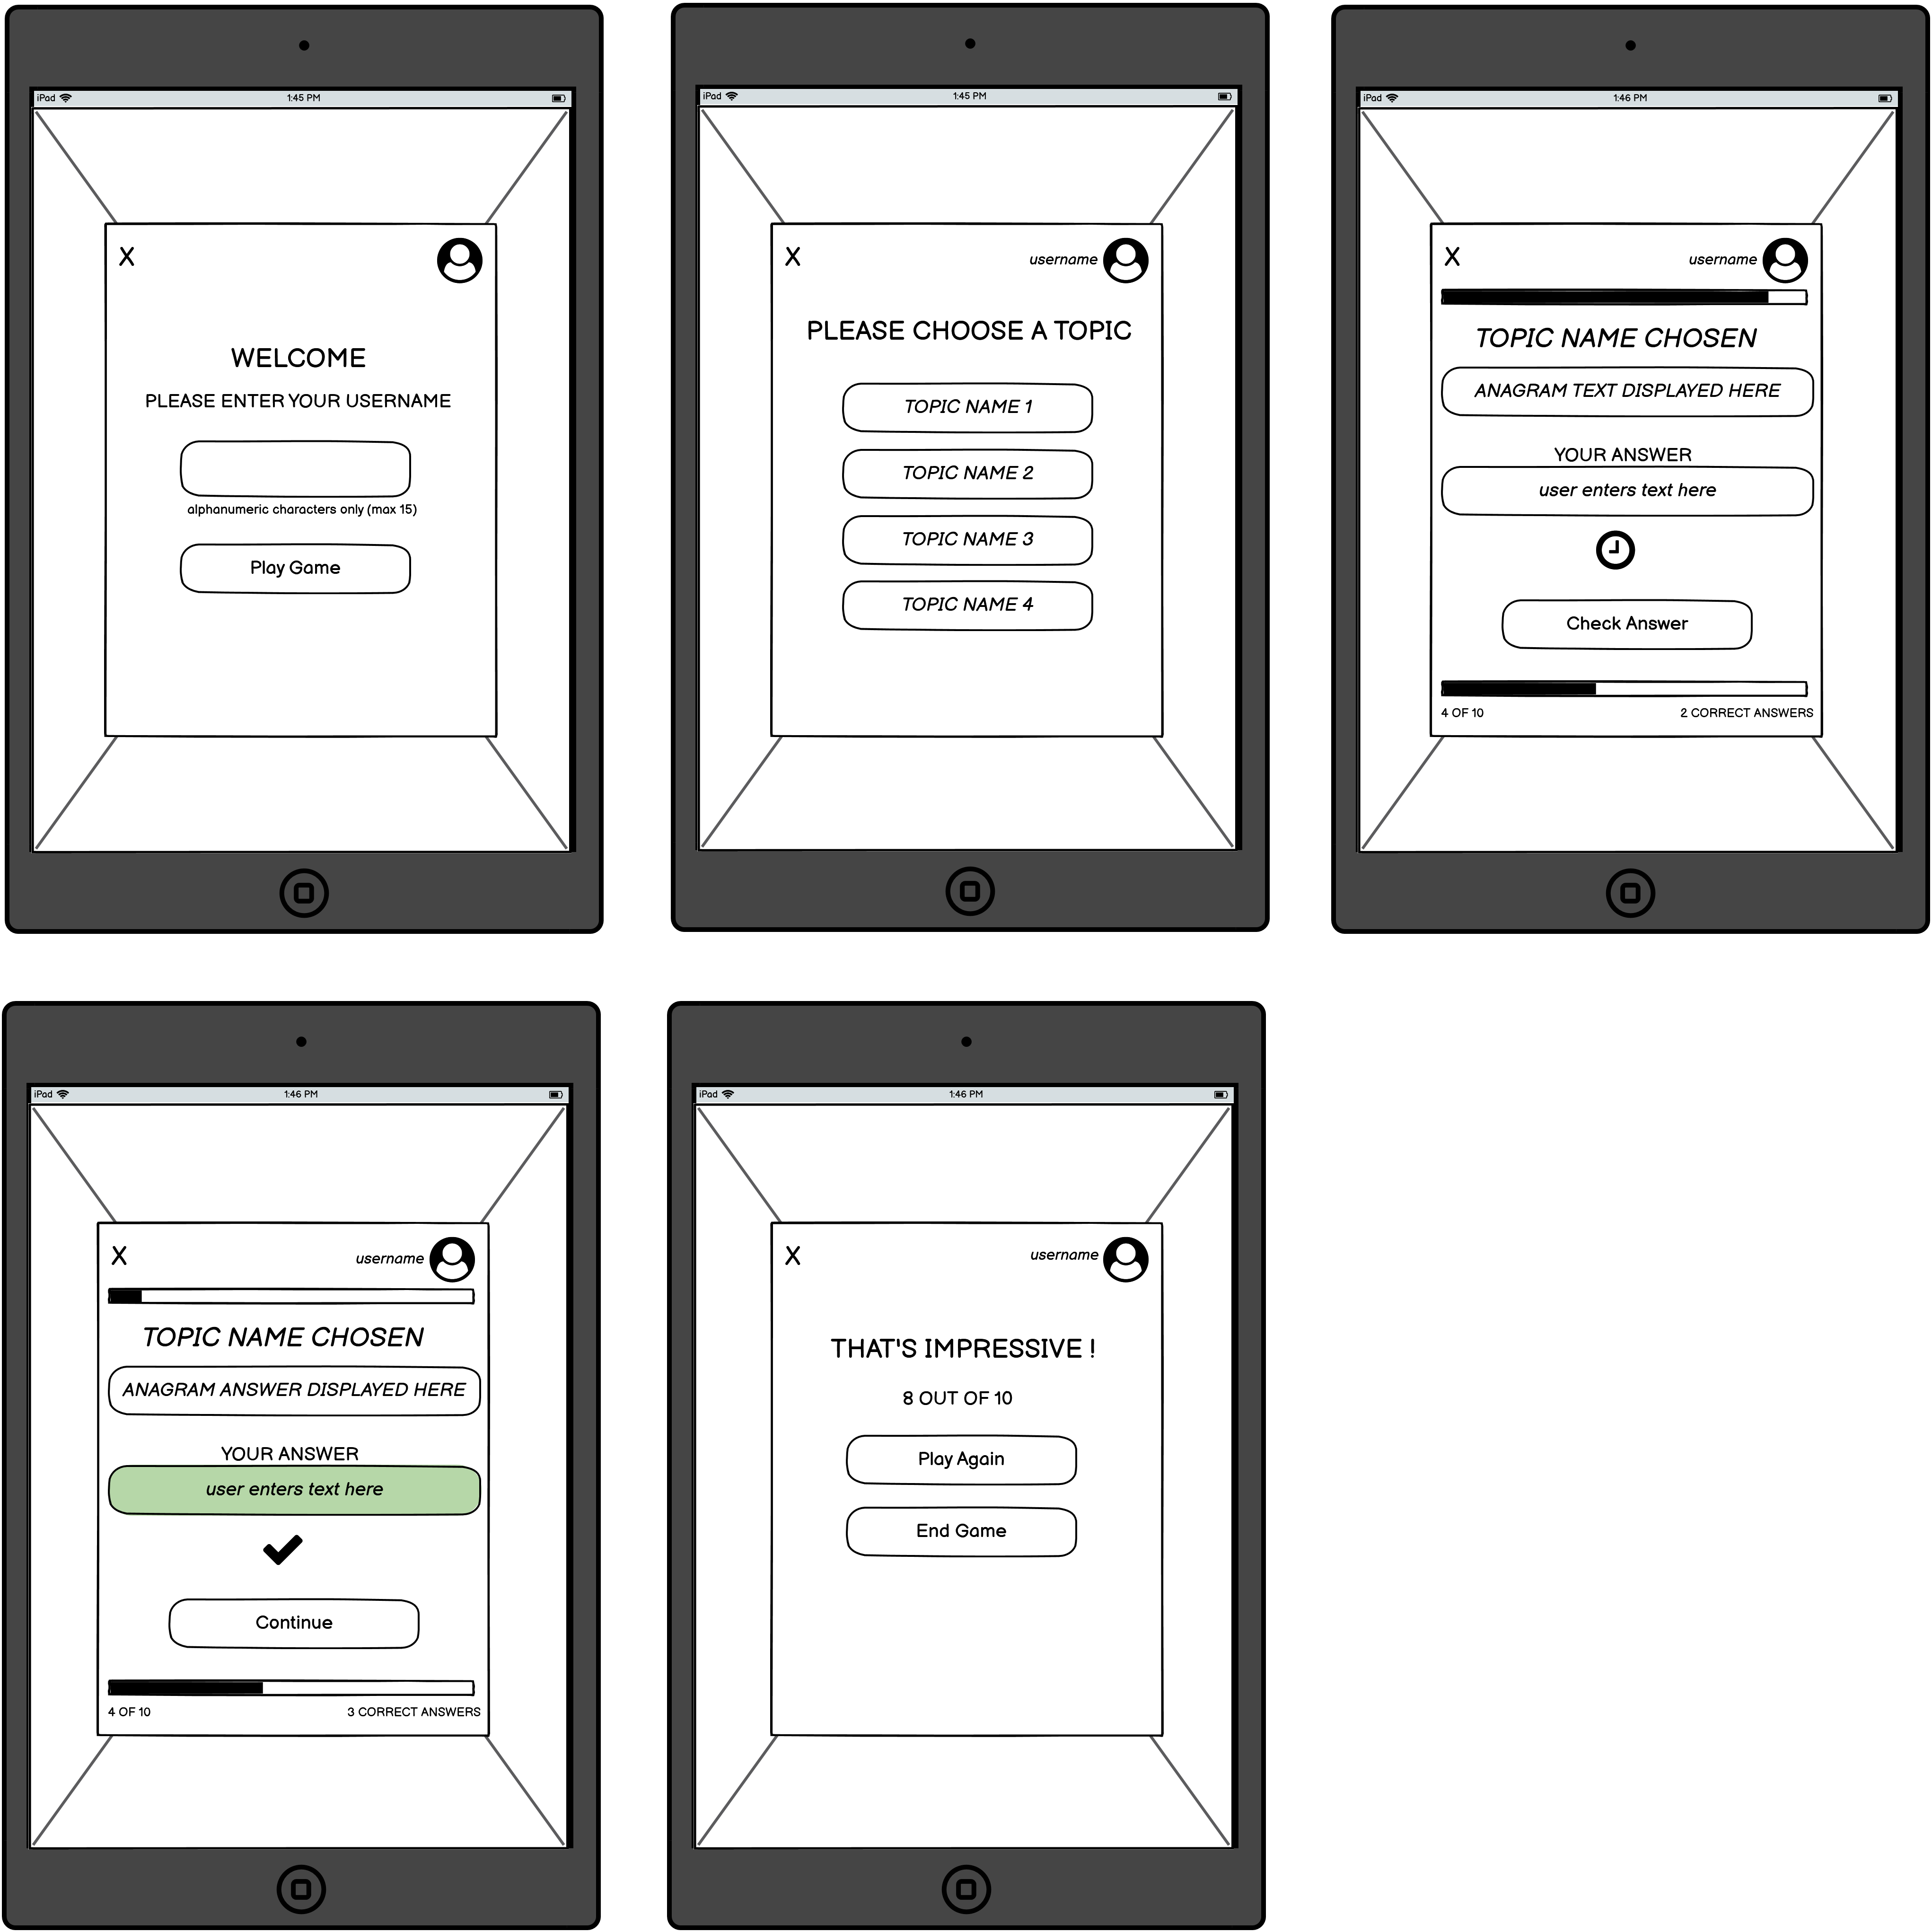 iPad 1:45 PM
X
WELCOME
PLEASE ENTER YOUR USERNAME
alphanumeric characters only (max 15)
Play Game
iPad 1:45 PM
X username
PLEASE CHOOSE A TOPIC
TOPIC NAME 1
TOPIC NAME 2
TOPIC NAME 3
TOPIC NAME 4
iPad 1:46 PM
X username
TOPIC NAME CHOSEN
ANAGRAM TEXT DISPLAYED HERE
YOUR ANSWER
user enters text here
Check Answer
4 OF 10 2 CORRECT ANSWERS
iPad 1:46 PM
X username
TOPIC NAME CHOSEN
ANAGRAM ANSWER DISPLAYED HERE
YOUR ANSWER
user enters text here
Continue
4 OF 10 3 CORRECT ANSWERS
iPad 1:46 PM
X username
THAT'S IMPRESSIVE !
8 OUT OF 10
Play Again
End Game